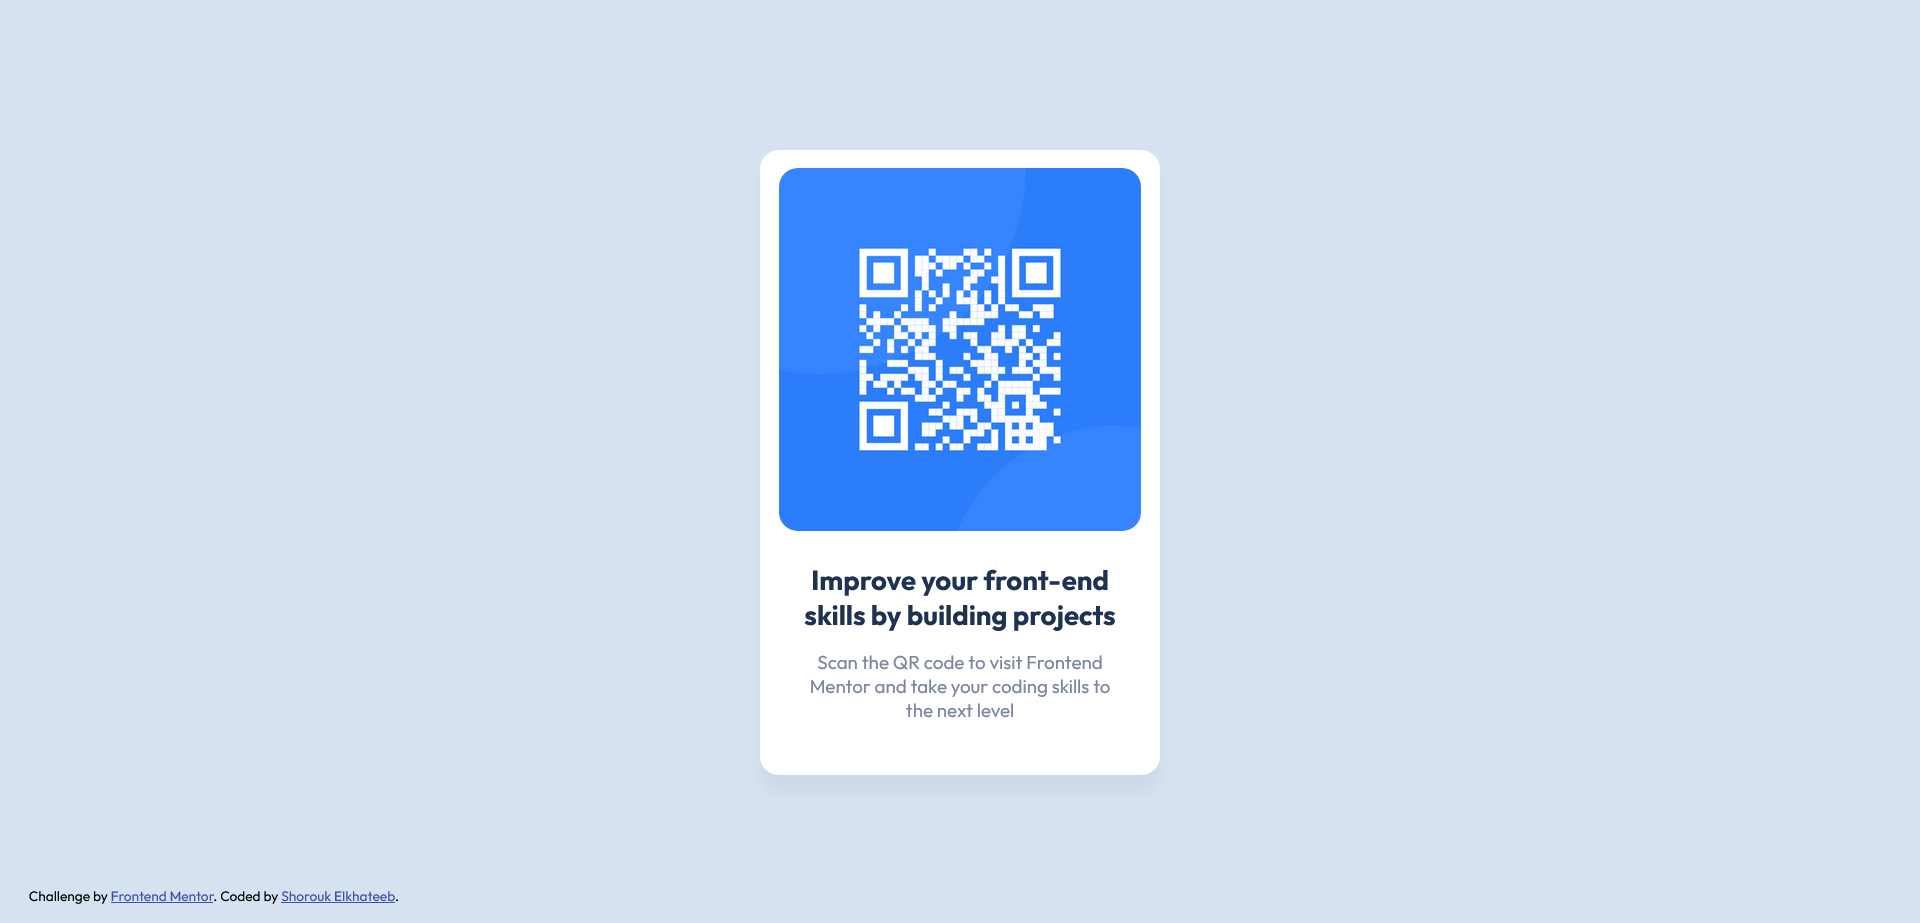 Improve your front-end
skills by building projects
Scan the QR code to visit Frontend
Mentor and take your coding skills to
the next level
Challenge by Frontend Mentor. Coded by Shorouk Elkhateeb.